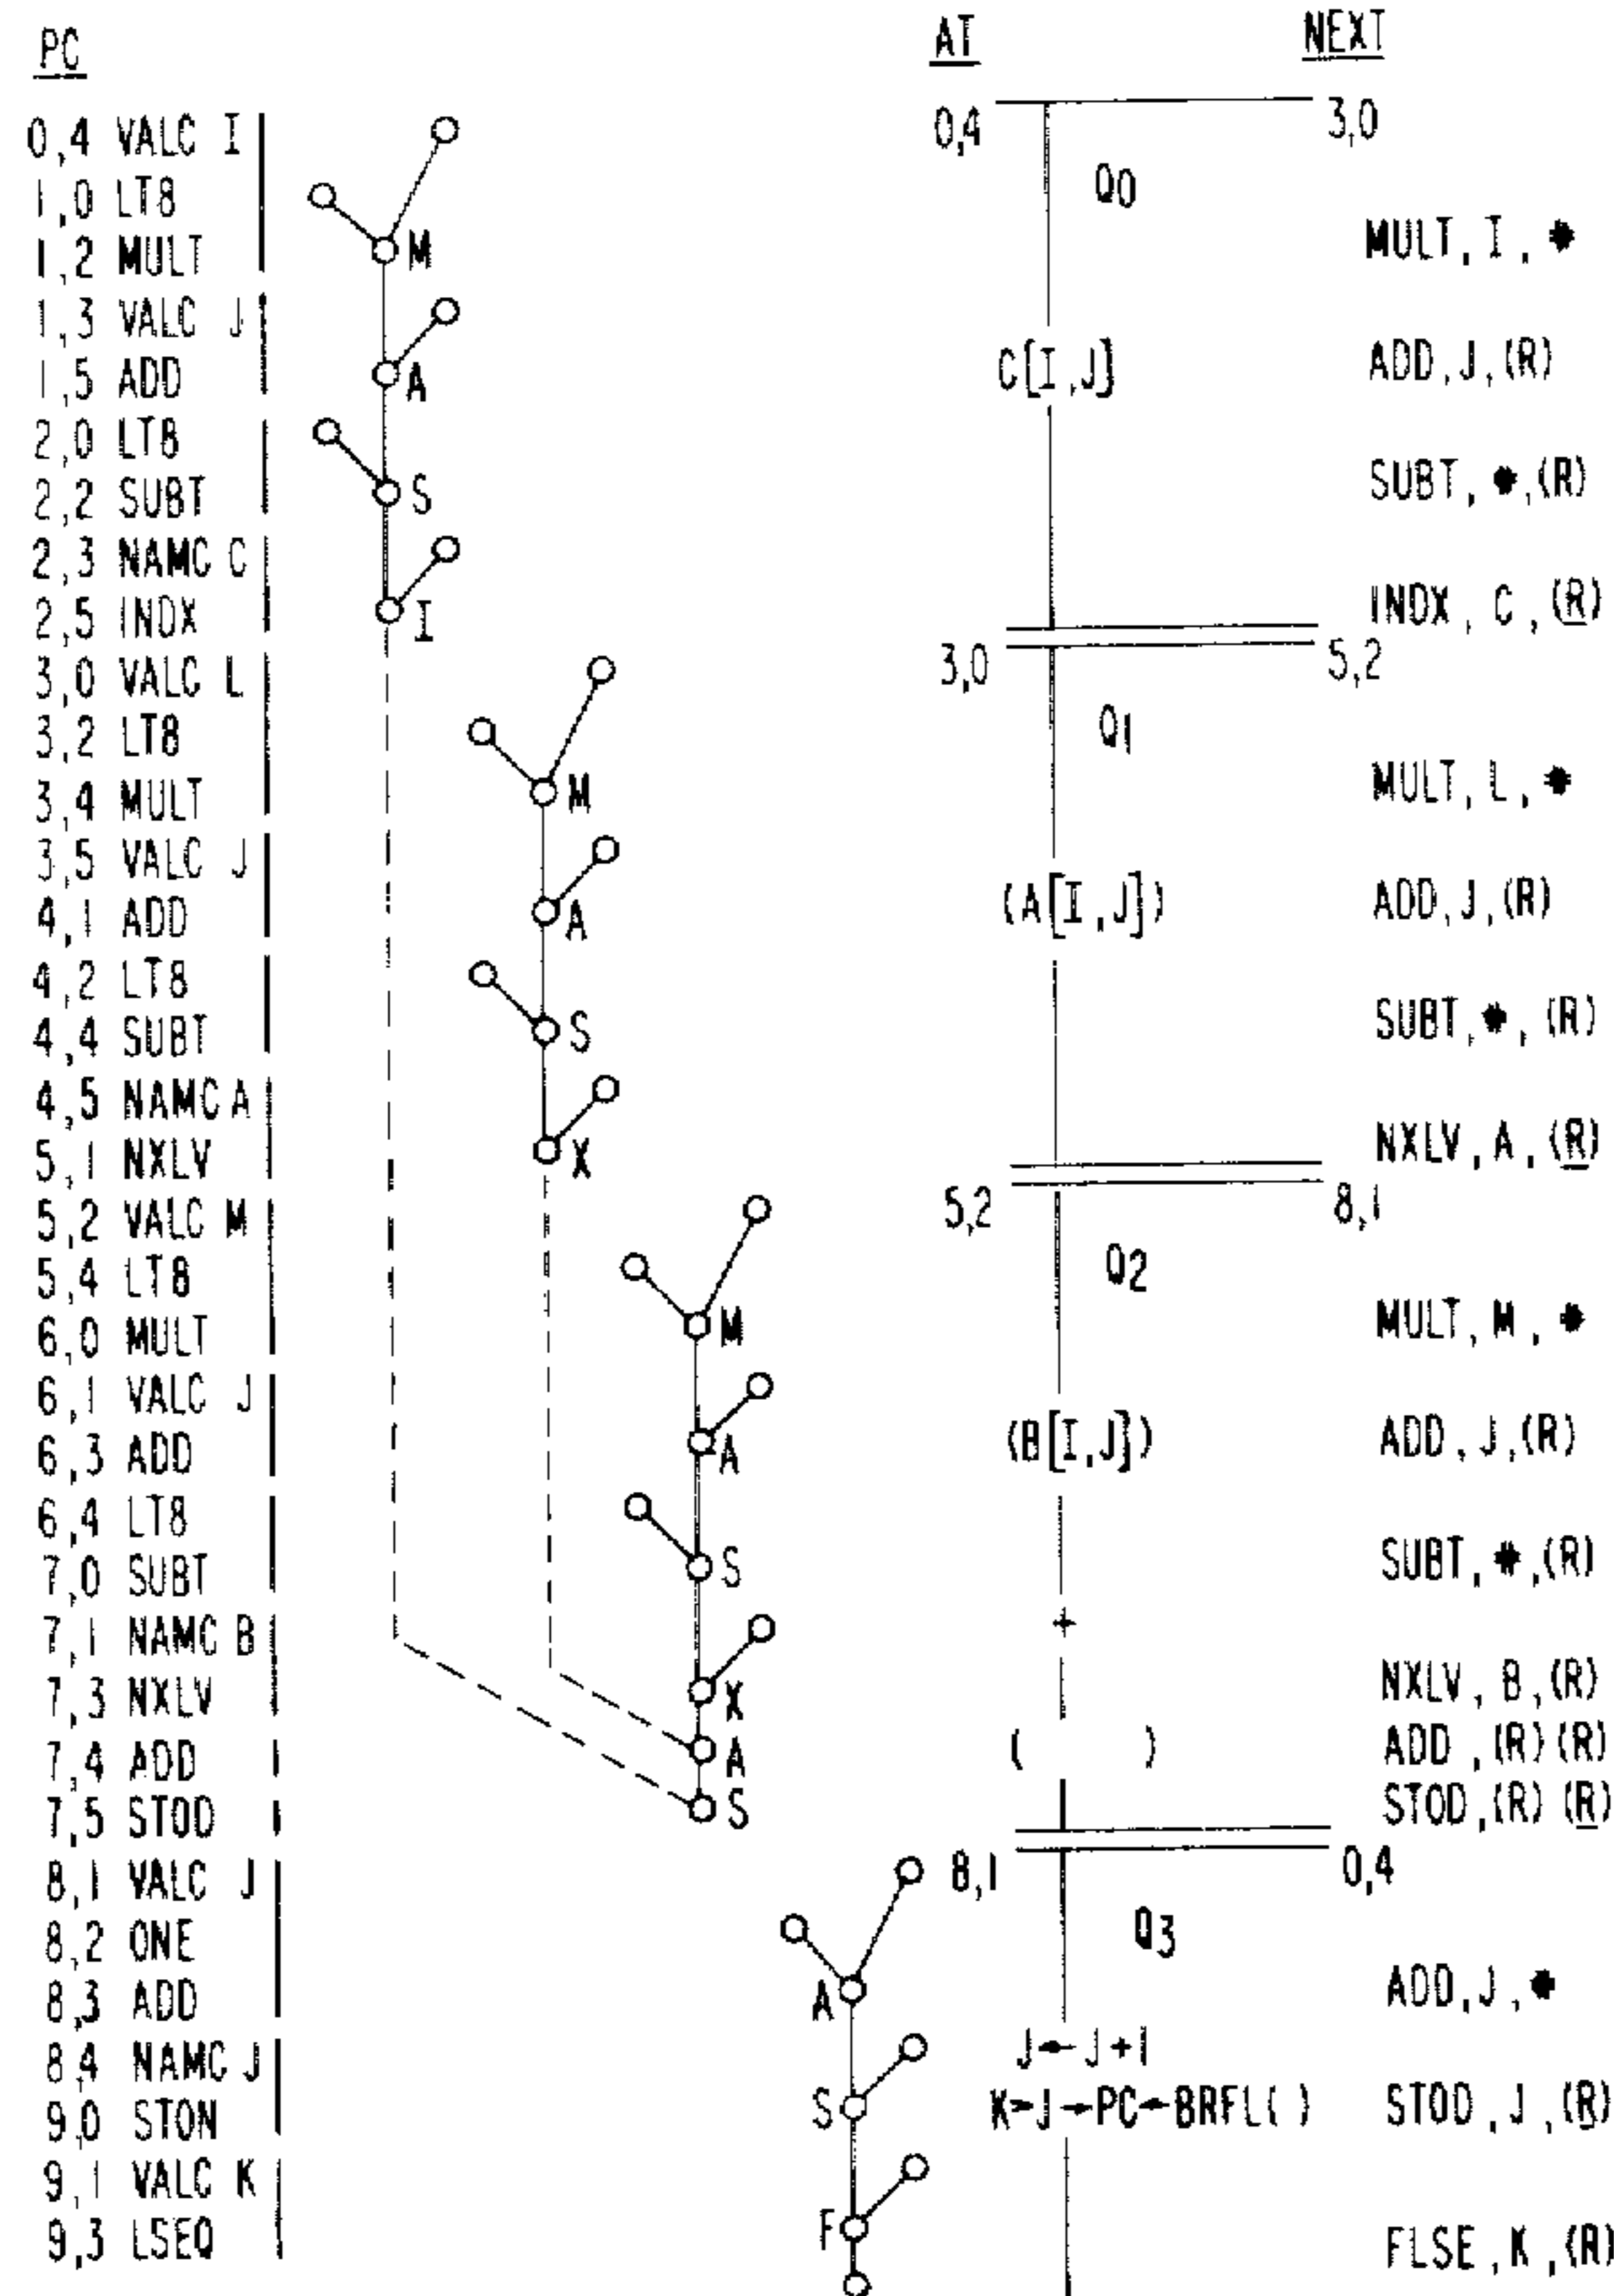 PC AT NEXT
0,4 VALC I 0,4 3,0
1,0 LT8 Q0
1,2 MULT M MULT, I, *
1,3 VALC J
1,5 ADD A C[I,J] ADD, J, (R)
2,0 LT8
2,2 SUBT S SUBT, *, (R)
2,3 NAMC C
2,5 INDX I INDX, C, (R)
3,0 VALC L 3,0 5,2
3,2 LT8 Q1
3,4 MULT M MULT, L, *
3,5 VALC J
4,1 ADD A (A[I,J]) ADD, J, (R)
4,2 LT8
4,4 SUBT S SUBT, *, (R)
4,5 NAMC A
5,1 NXLV X NXLV, A, (R)
5,2 VALC M 5,2 8,1
5,4 LT8 Q2
6,0 MULT M MULT, M, *
6,1 VALC J
6,3 ADD A (B[I,J]) ADD, J, (R)
6,4 LT8
7,0 SUBT S SUBT, *, (R)
7,1 NAMC B +
7,3 NXLV X NXLV, B, (R)
7,4 ADD A ( ) ADD, (R) (R)
7,5 STOD S STOD, (R) (R)
8,1 VALC J 8,1 0,4
8,2 ONE Q3
8,3 ADD A ADD, J, *
8,4 NAMC J J←J+1
9,0 STON S K>J→PC←BRFL( ) STOD, J, (R)
9,1 VALC K
9,3 LSEQ F FLSE, K, (R)